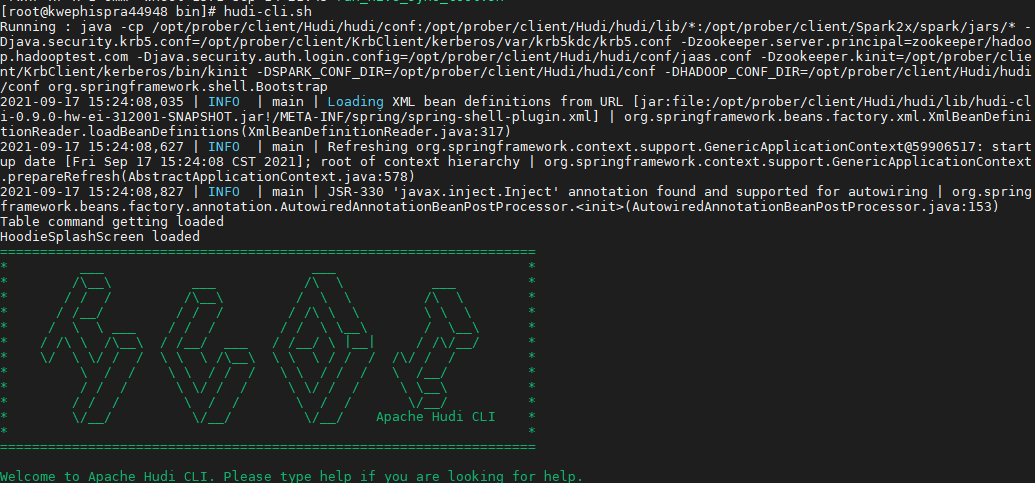 [root@kwephispra44948 bin]# hudi-cli.sh
Running : java -cp /opt/prober/client/Hudi/hudi/conf:/opt/prober/client/Hudi/hudi/lib/*:/opt/prober/client/Spark2x/spark/jars/* -
Djava.security.krb5.conf=/opt/prober/client/KrbClient/kerberos/var/krb5kdc/krb5.conf -Dzookeeper.server.principal=zookeeper/hadoo
p.hadooptest.com -Djava.security.auth.login.config=/opt/prober/client/Hudi/hudi/conf/jaas.conf -Dzookeeper.kinit=/opt/prober/clie
nt/KrbClient/kerberos/bin/kinit -DSPARK_CONF_DIR=/opt/prober/client/Hudi/hudi/conf -DHADOOP_CONF_DIR=/opt/prober/client/Hudi/hudi
/conf org.springframework.shell.Bootstrap
2021-09-17 15:24:08,035 | INFO  | main | Loading XML bean definitions from URL [jar:file:/opt/prober/client/Hudi/hudi/lib/hudi-cl
i-0.9.0-hw-ei-312001-SNAPSHOT.jar!/META-INF/spring/spring-shell-plugin.xml] | org.springframework.beans.factory.xml.XmlBeanDefini
tionReader.loadBeanDefinitions(XmlBeanDefinitionReader.java:317)
2021-09-17 15:24:08,627 | INFO  | main | Refreshing org.springframework.context.support.GenericApplicationContext@59906517: start
up date [Fri Sep 17 15:24:08 CST 2021]; root of context hierarchy | org.springframework.context.support.GenericApplicationContext
.prepareRefresh(AbstractApplicationContext.java:578)
2021-09-17 15:24:08,827 | INFO  | main | JSR-330 'javax.inject.Inject' annotation found and supported for autowiring | org.spring
framework.beans.factory.annotation.AutowiredAnnotationBeanPostProcessor.<init>(AutowiredAnnotationBeanPostProcessor.java:153)
Table command getting loaded
HoodieSplashScreen loaded
Apache Hudi CLI
Welcome to Apache Hudi CLI. Please type help if you are looking for help.